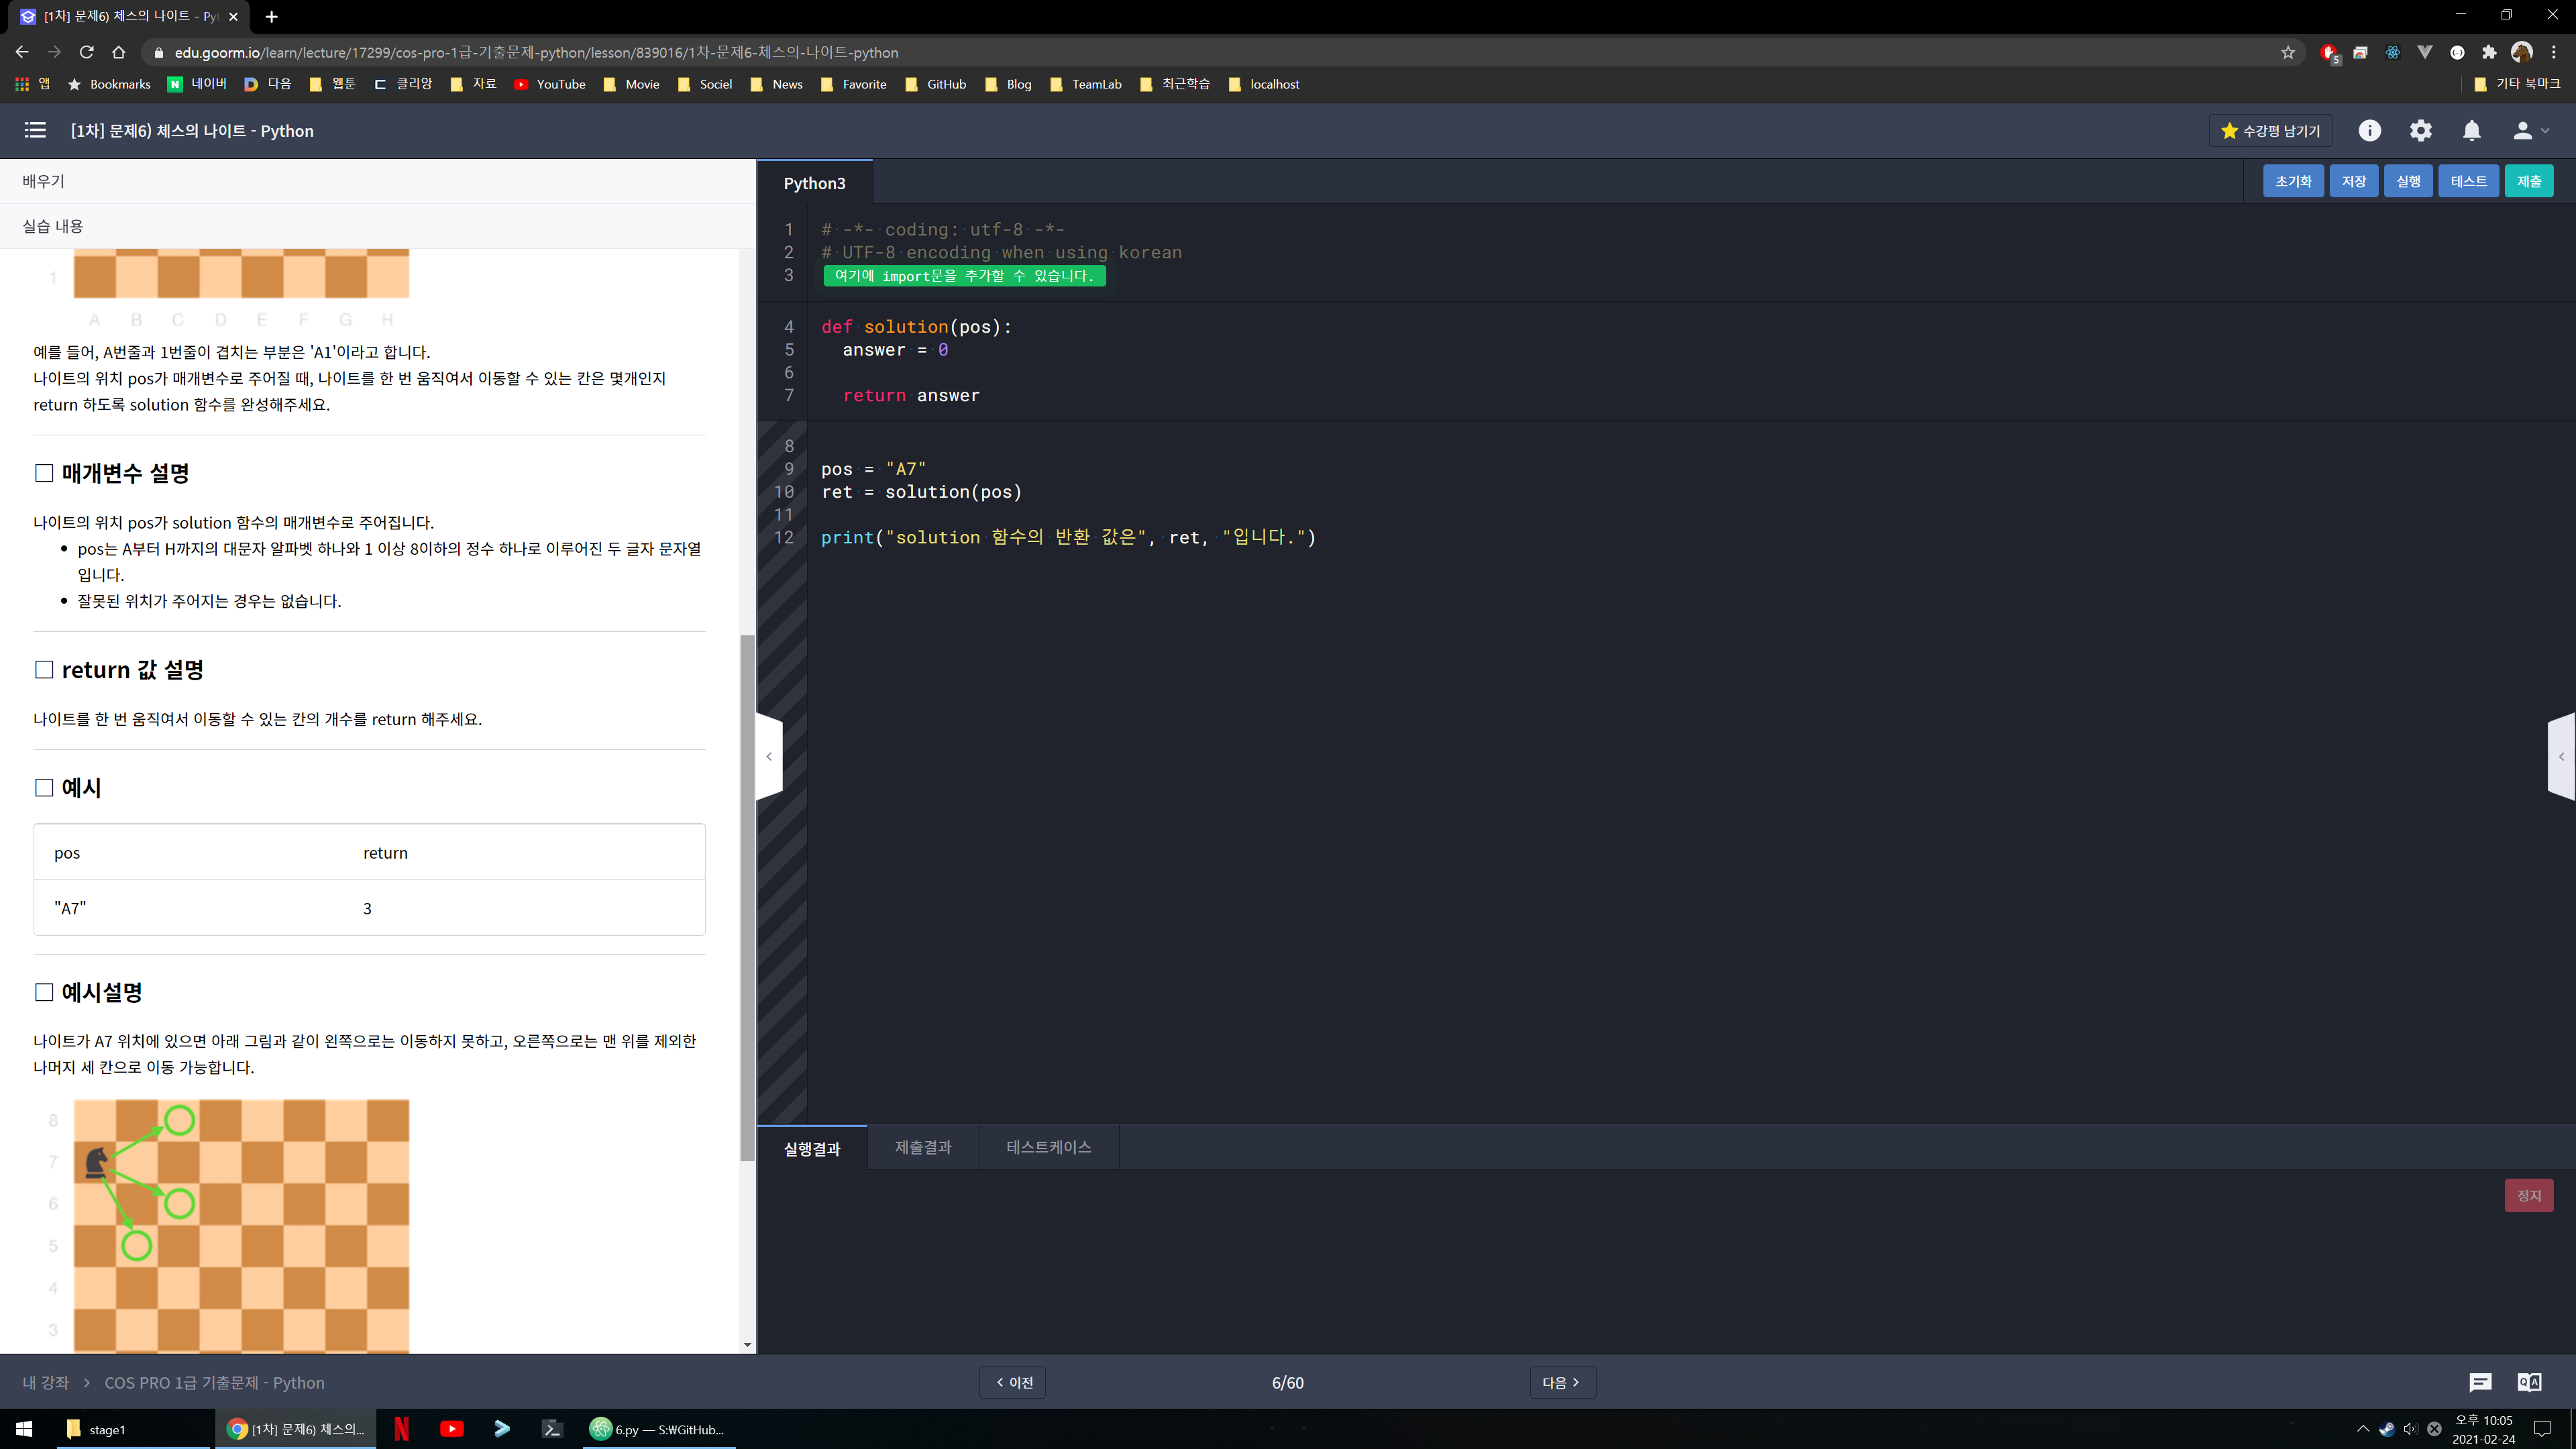 [1차] 문제6) 체스의 나이트 - Pyt
edu.goorm.io/learn/lecture/17299/cos-pro-1급-기출문제-python/lesson/839016/1차-문제6-체스의-나이트-python
5
앱 Bookmarks 네이버 다음 웹툰 클리앙 자료 YouTube Movie Sociel News Favorite GitHub Blog TeamLab 최근학습 localhost 기타 북마크
[1차] 문제6) 체스의 나이트 - Python
수강평 남기기
배우기
실습 내용
1
A B C D E F G H
예를 들어, A번줄과 1번줄이 겹치는 부분은 'A1'이라고 합니다.
나이트의 위치 pos가 매개변수로 주어질 때, 나이트를 한 번 움직여서 이동할 수 있는 칸은 몇개인지
return 하도록 solution 함수를 완성해주세요.
매개변수 설명
나이트의 위치 pos가 solution 함수의 매개변수로 주어집니다.
• pos는 A부터 H까지의 대문자 알파벳 하나와 1 이상 8이하의 정수 하나로 이루어진 두 글자 문자열
입니다.
• 잘못된 위치가 주어지는 경우는 없습니다.
return 값 설명
나이트를 한 번 움직여서 이동할 수 있는 칸의 개수를 return 해주세요.
예시
pos return
"A7" 3
예시설명
나이트가 A7 위치에 있으면 아래 그림과 같이 왼쪽으로는 이동하지 못하고, 오른쪽으로는 맨 위를 제외한
나머지 세 칸으로 이동 가능합니다.
8
7
6
5
4
3
Python3
초기화 저장 실행 테스트 제출
1 # -*- coding: utf-8 -*-
2 # UTF-8 encoding when using korean
3 여기에 import문을 추가할 수 있습니다.
4 def solution(pos):
5 answer = 0
6
7 return answer
8
9 pos = "A7"
10 ret = solution(pos)
11
12 print("solution 함수의 반환 값은", ret, "입니다.")
실행결과 제출결과 테스트케이스
정지
내 강좌 > COS PRO 1급 기출문제 - Python
< 이전 6/60 다음 >
stage1 [1차] 문제6) 체스의... 6.py — S:₩GitHub...
오후 10:05
2021-02-24